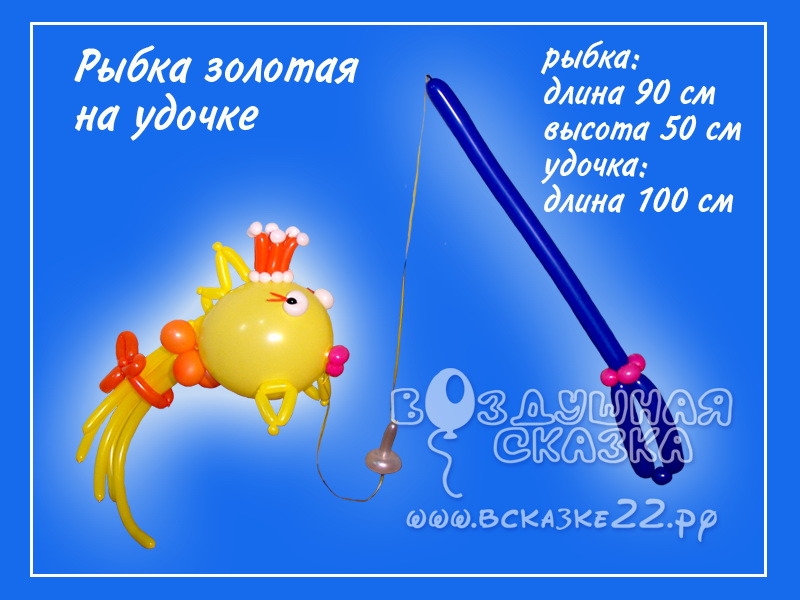 Рыбка золотая
на удочке
рыбка:
длина 90 см
высота 50 см
удочка:
длина 100 см
ВОЗДУШНАЯ
СКАЗКА
www.всказке22.рф